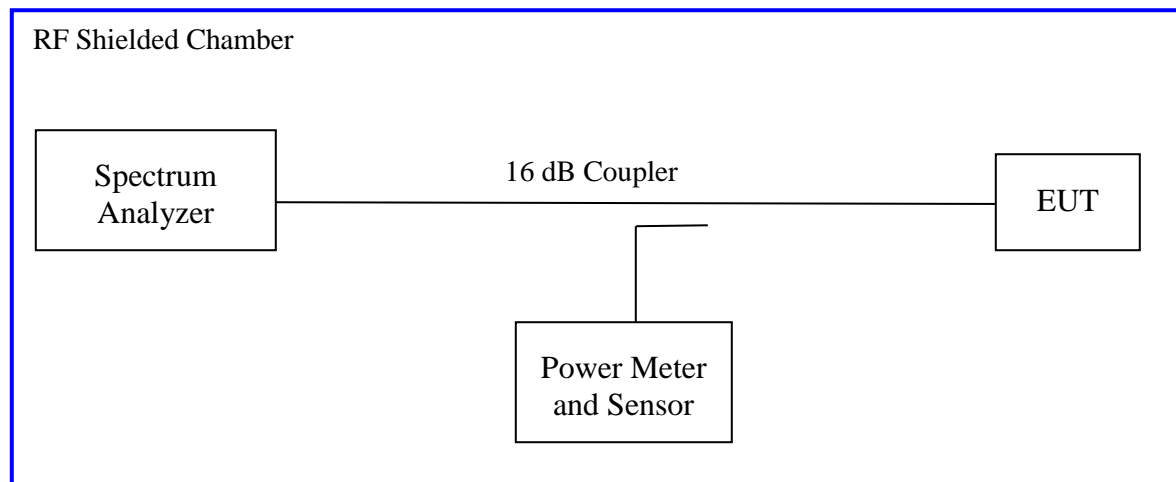 RF Shielded Chamber
Spectrum
Analyzer
16 dB Coupler
EUT
Power Meter
and Sensor